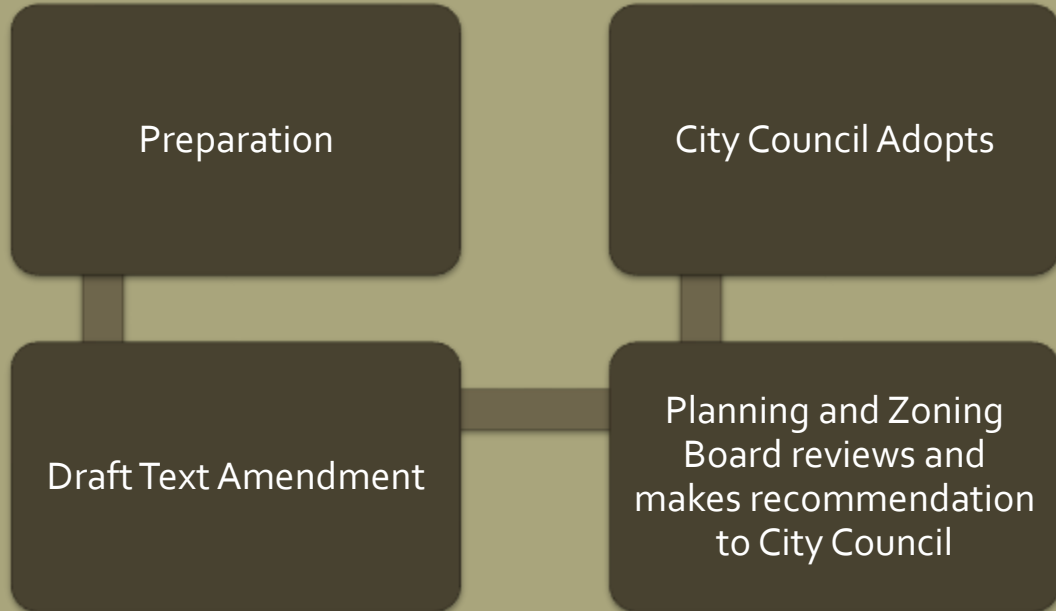 Preparation
Draft Text Amendment
Planning and Zoning
Board reviews and
makes recommendation
to City Council
City Council Adopts